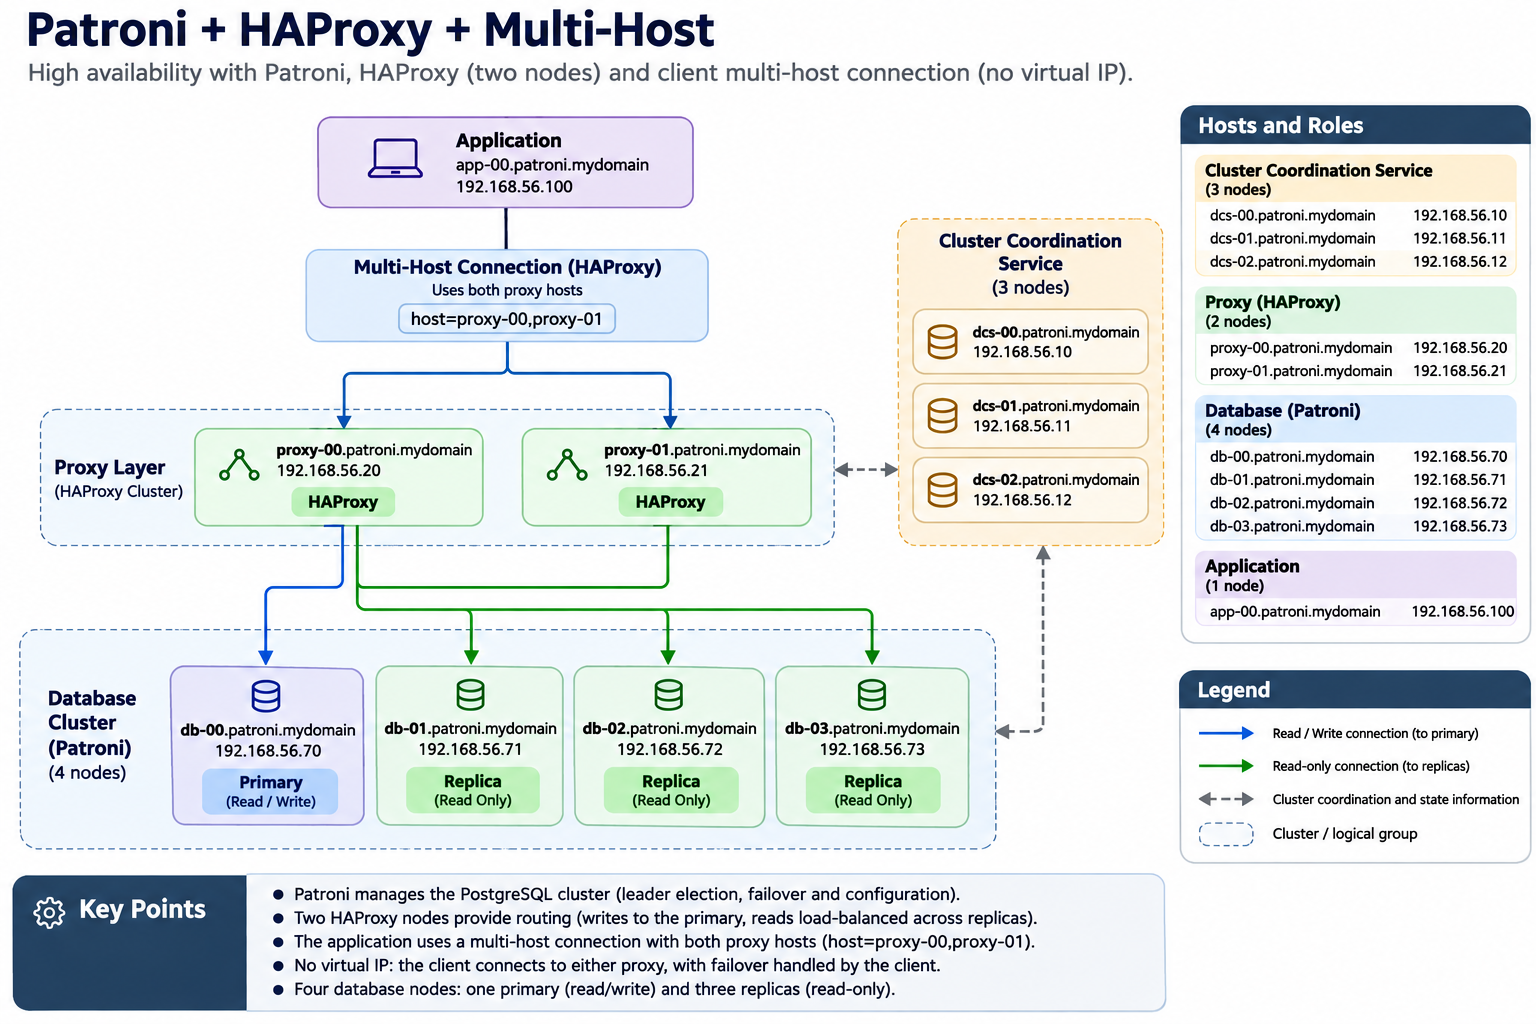 Patroni + HAProxy + Multi-Host
High availability with Patroni, HAProxy (two nodes) and client multi-host connection (no virtual IP).
Application
app-00.patroni.mydomain
192.168.56.100
Multi-Host Connection (HAProxy)
Uses both proxy hosts
host=proxy-00,proxy-01
Proxy Layer
(HAProxy Cluster)
proxy-00.patroni.mydomain
192.168.56.20
HAProxy
proxy-01.patroni.mydomain
192.168.56.21
HAProxy
Cluster Coordination
Service
(3 nodes)
dcs-00.patroni.mydomain
192.168.56.10
dcs-01.patroni.mydomain
192.168.56.11
dcs-02.patroni.mydomain
192.168.56.12
Database
Cluster
(Patroni)
(4 nodes)
db-00.patroni.mydomain
192.168.56.70
Primary
(Read / Write)
db-01.patroni.mydomain
192.168.56.71
Replica
(Read Only)
db-02.patroni.mydomain
192.168.56.72
Replica
(Read Only)
db-03.patroni.mydomain
192.168.56.73
Replica
(Read Only)
Hosts and Roles
Cluster Coordination Service
(3 nodes)
dcs-00.patroni.mydomain 192.168.56.10
dcs-01.patroni.mydomain 192.168.56.11
dcs-02.patroni.mydomain 192.168.56.12
Proxy (HAProxy)
(2 nodes)
proxy-00.patroni.mydomain 192.168.56.20
proxy-01.patroni.mydomain 192.168.56.21
Database (Patroni)
(4 nodes)
db-00.patroni.mydomain 192.168.56.70
db-01.patroni.mydomain 192.168.56.71
db-02.patroni.mydomain 192.168.56.72
db-03.patroni.mydomain 192.168.56.73
Application
(1 node)
app-00.patroni.mydomain 192.168.56.100
Legend
Read / Write connection (to primary)
Read-only connection (to replicas)
Cluster coordination and state information
Cluster / logical group
Key Points
● Patroni manages the PostgreSQL cluster (leader election, failover and configuration).
● Two HAProxy nodes provide routing (writes to the primary, reads load-balanced across replicas).
● The application uses a multi-host connection with both proxy hosts (host=proxy-00,proxy-01).
● No virtual IP: the client connects to either proxy, with failover handled by the client.
● Four database nodes: one primary (read/write) and three replicas (read-only).